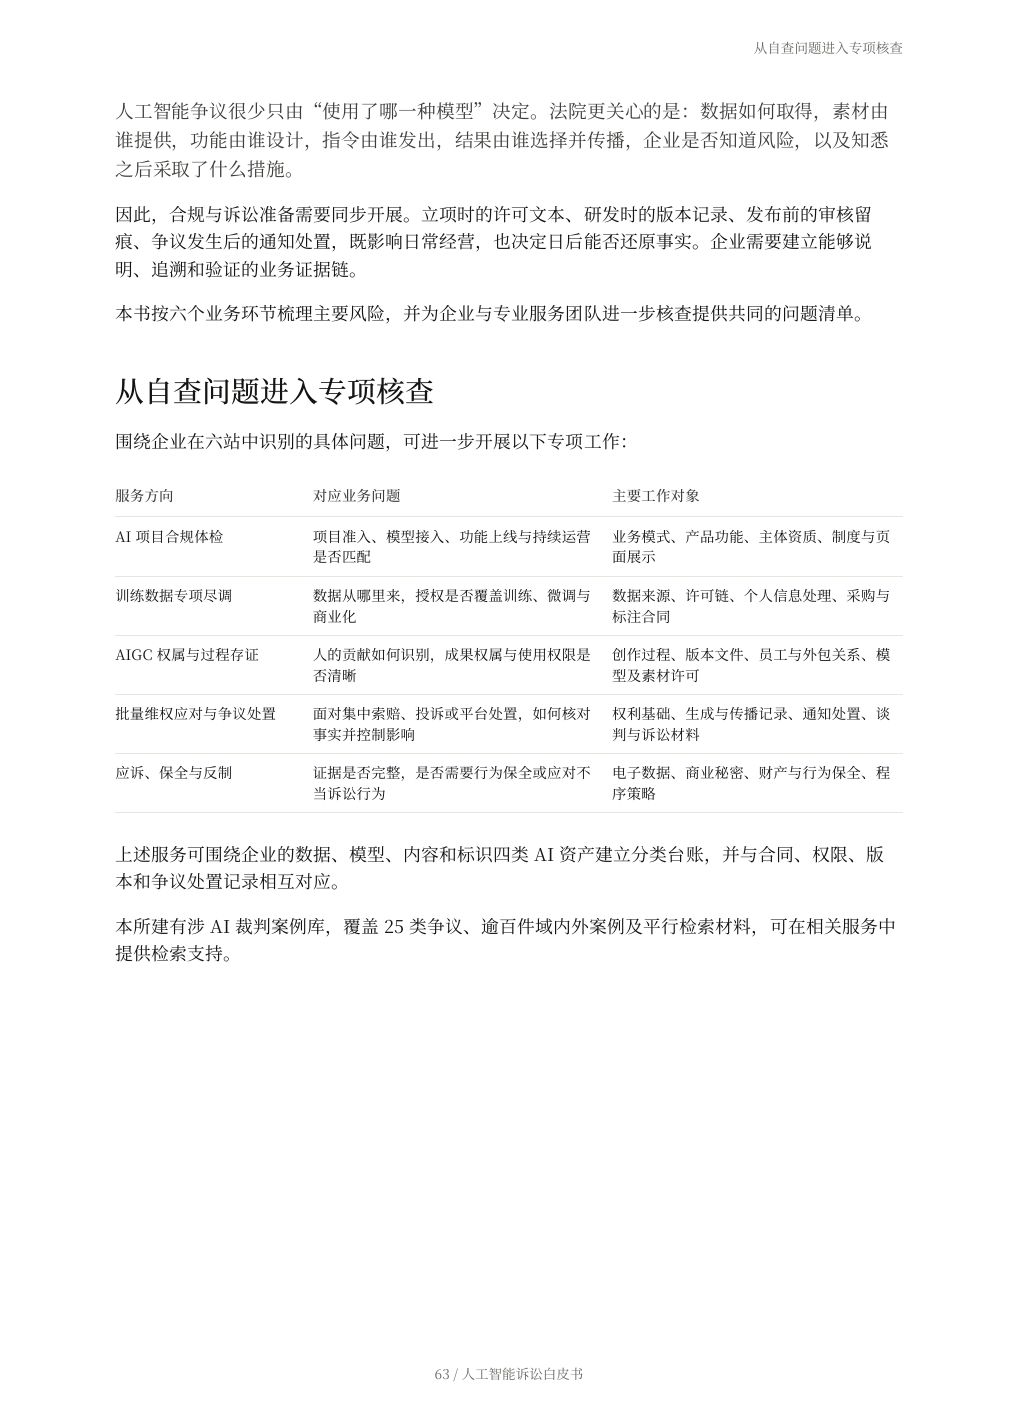 从自查问题进入专项核查
人工智能争议很少只由“使用了哪一种模型”决定。法院更关心的是：数据如何取得，素材由
谁提供，功能由谁设计，指令由谁发出，结果由谁选择并传播，企业是否知道风险，以及知悉
之后采取了什么措施。
因此，合规与诉讼准备需要同步开展。立项时的许可文本、研发时的版本记录、发布前的审核留
痕、争议发生后的通知处置，既影响日常经营，也决定日后能否还原事实。企业需要建立能够说
明、追溯和验证的业务证据链。
本书按六个业务环节梳理主要风险，并为企业与专业服务团队进一步核查提供共同的问题清单。
从自查问题进入专项核查
围绕企业在六站中识别的具体问题，可进一步开展以下专项工作：
服务方向 对应业务问题 主要工作对象
AI 项目合规体检 项目准入、模型接入、功能上线与持续运营 业务模式、产品功能、主体资质、制度与页
是否匹配 面展示
训练数据专项尽调 数据从哪里来，授权是否覆盖训练、微调与 数据来源、许可链、个人信息处理、采购与
商业化 标注合同
AIGC 权属与过程存证 人的贡献如何识别，成果权属与使用权限是 创作过程、版本文件、员工与外包关系、模
否清晰 型及素材许可
批量维权应对与争议处置 面对集中索赔、投诉或平台处置，如何核对 权利基础、生成与传播记录、通知处置、谈
事实并控制影响 判与诉讼材料
应诉、保全与反制 证据是否完整，是否需要行为保全或应对不 电子数据、商业秘密、财产与行为保全、程
当诉讼行为 序策略
上述服务可围绕企业的数据、模型、内容和标识四类 AI 资产建立分类台账，并与合同、权限、版
本和争议处置记录相互对应。
本所建有涉 AI 裁判案例库，覆盖 25 类争议、逾百件域内外案例及平行检索材料，可在相关服务中
提供检索支持。
63 / 人工智能诉讼白皮书